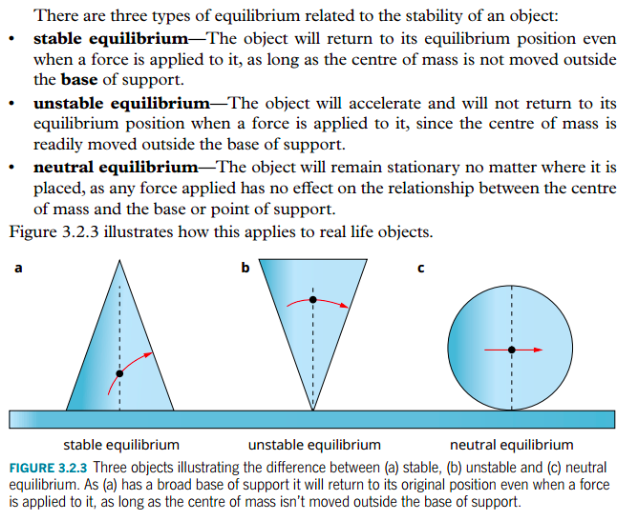 There are three types of equilibrium related to the stability of an object:
• stable equilibrium—The object will return to its equilibrium position even
when a force is applied to it, as long as the centre of mass is not moved outside
the base of support.
• unstable equilibrium—The object will accelerate and will not return to its
equilibrium position when a force is applied to it, since the centre of mass is
readily moved outside the base of support.
• neutral equilibrium—The object will remain stationary no matter where it is
placed, as any force applied has no effect on the relationship between the centre
of mass and the base or point of support.
Figure 3.2.3 illustrates how this applies to real life objects.
a b c
stable equilibrium unstable equilibrium neutral equilibrium
FIGURE 3.2.3 Three objects illustrating the difference between (a) stable, (b) unstable and (c) neutral
equilibrium. As (a) has a broad base of support it will return to its original position even when a force
is applied to it, as long as the centre of mass isn't moved outside the base of support.